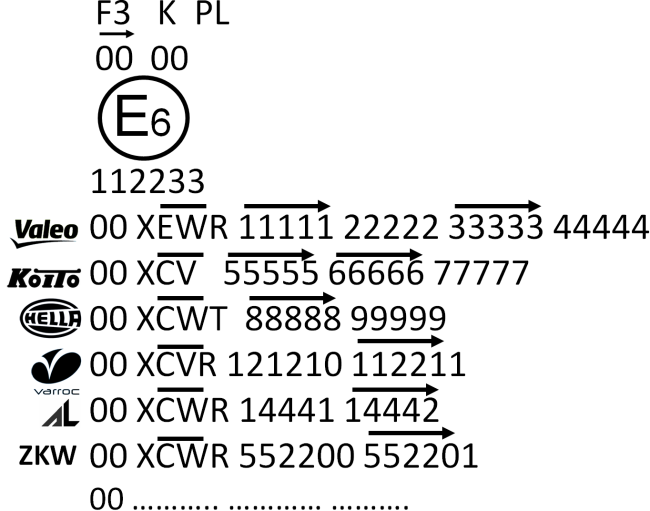 F3 K PL
00 00
E6
112233
Valeo 00 XEWR 11111 22222 33333 44444
KOITO 00 XCV 55555 66666 77777
HELLA 00 XCWT 88888 99999
varroc 00 XCVR 121210 112211
AL 00 XCWR 14441 14442
ZKW 00 XCWR 552200 552201
00 ........... ............. ...........